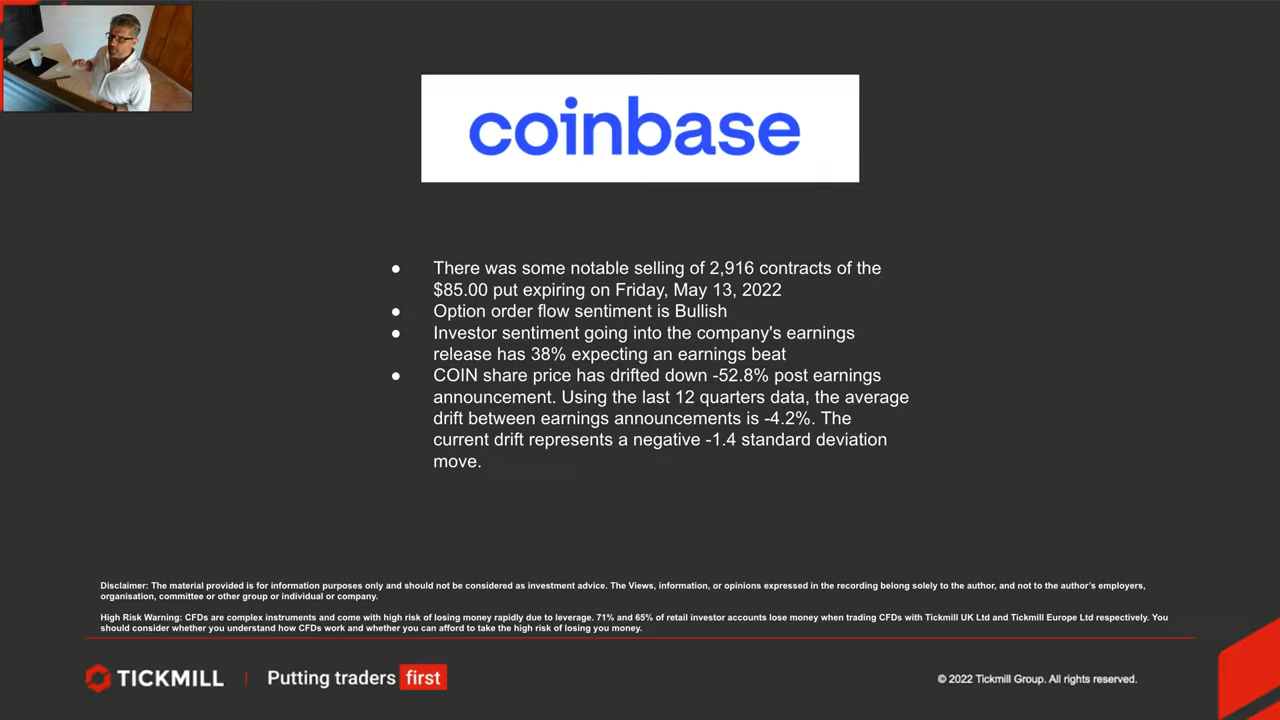 coinbase
● There was some notable selling of 2,916 contracts of the
$85.00 put expiring on Friday, May 13, 2022
● Option order flow sentiment is Bullish
● Investor sentiment going into the company's earnings
release has 38% expecting an earnings beat
● COIN share price has drifted down -52.8% post earnings
announcement. Using the last 12 quarters data, the average
drift between earnings announcements is -4.2%. The
current drift represents a negative -1.4 standard deviation
move.
Disclaimer: The material provided is for information purposes only and should not be considered as investment advice. The Views, information, or opinions expressed in the recording belong solely to the author, and not to the author's employers,
organisation, committee or other group or individual or company.
High Risk Warning: CFDs are complex instruments and come with high risk of losing money rapidly due to leverage. 71% and 65% of retail investor accounts lose money when trading CFDs with Tickmill UK Ltd and Tickmill Europe Ltd respectively. You
should consider whether you understand how CFDs work and whether you can afford to take the high risk of losing you money.
TICKMILL | Putting traders first
© 2022 Tickmill Group. All rights reserved.